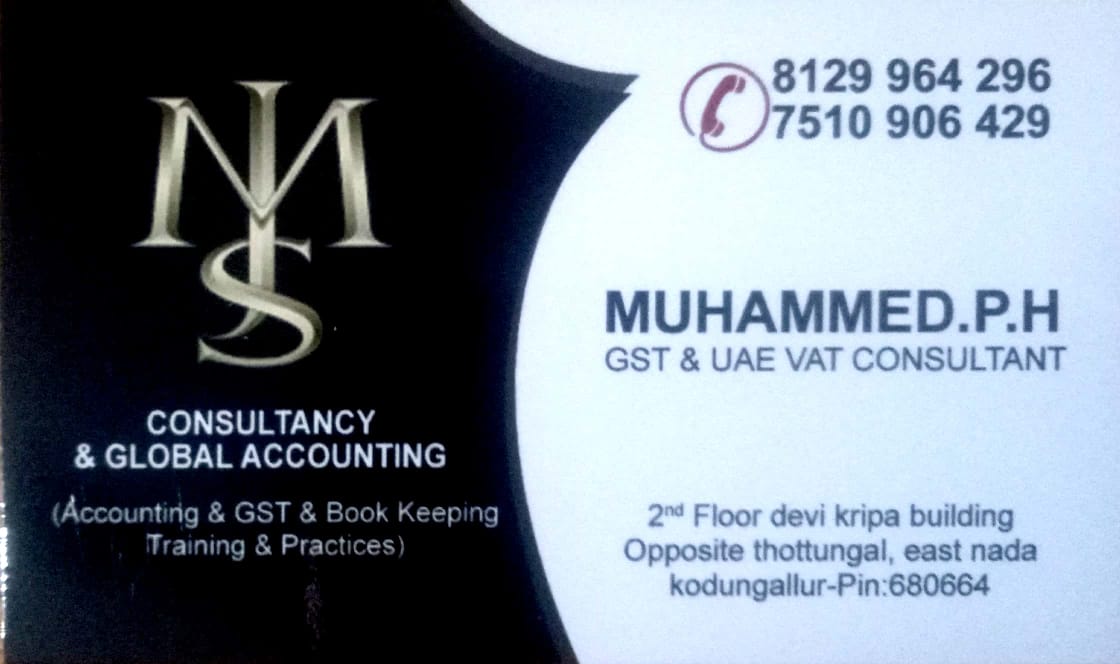 MJS
CONSULTANCY
& GLOBAL ACCOUNTING
(Accounting & GST & Book Keeping
Training & Practices)
8129 964 296
7510 906 429
MUHAMMED.P.H
GST & UAE VAT CONSULTANT
2nd Floor devi kripa building
Opposite thottungal, east nada
kodungallur-Pin:680664